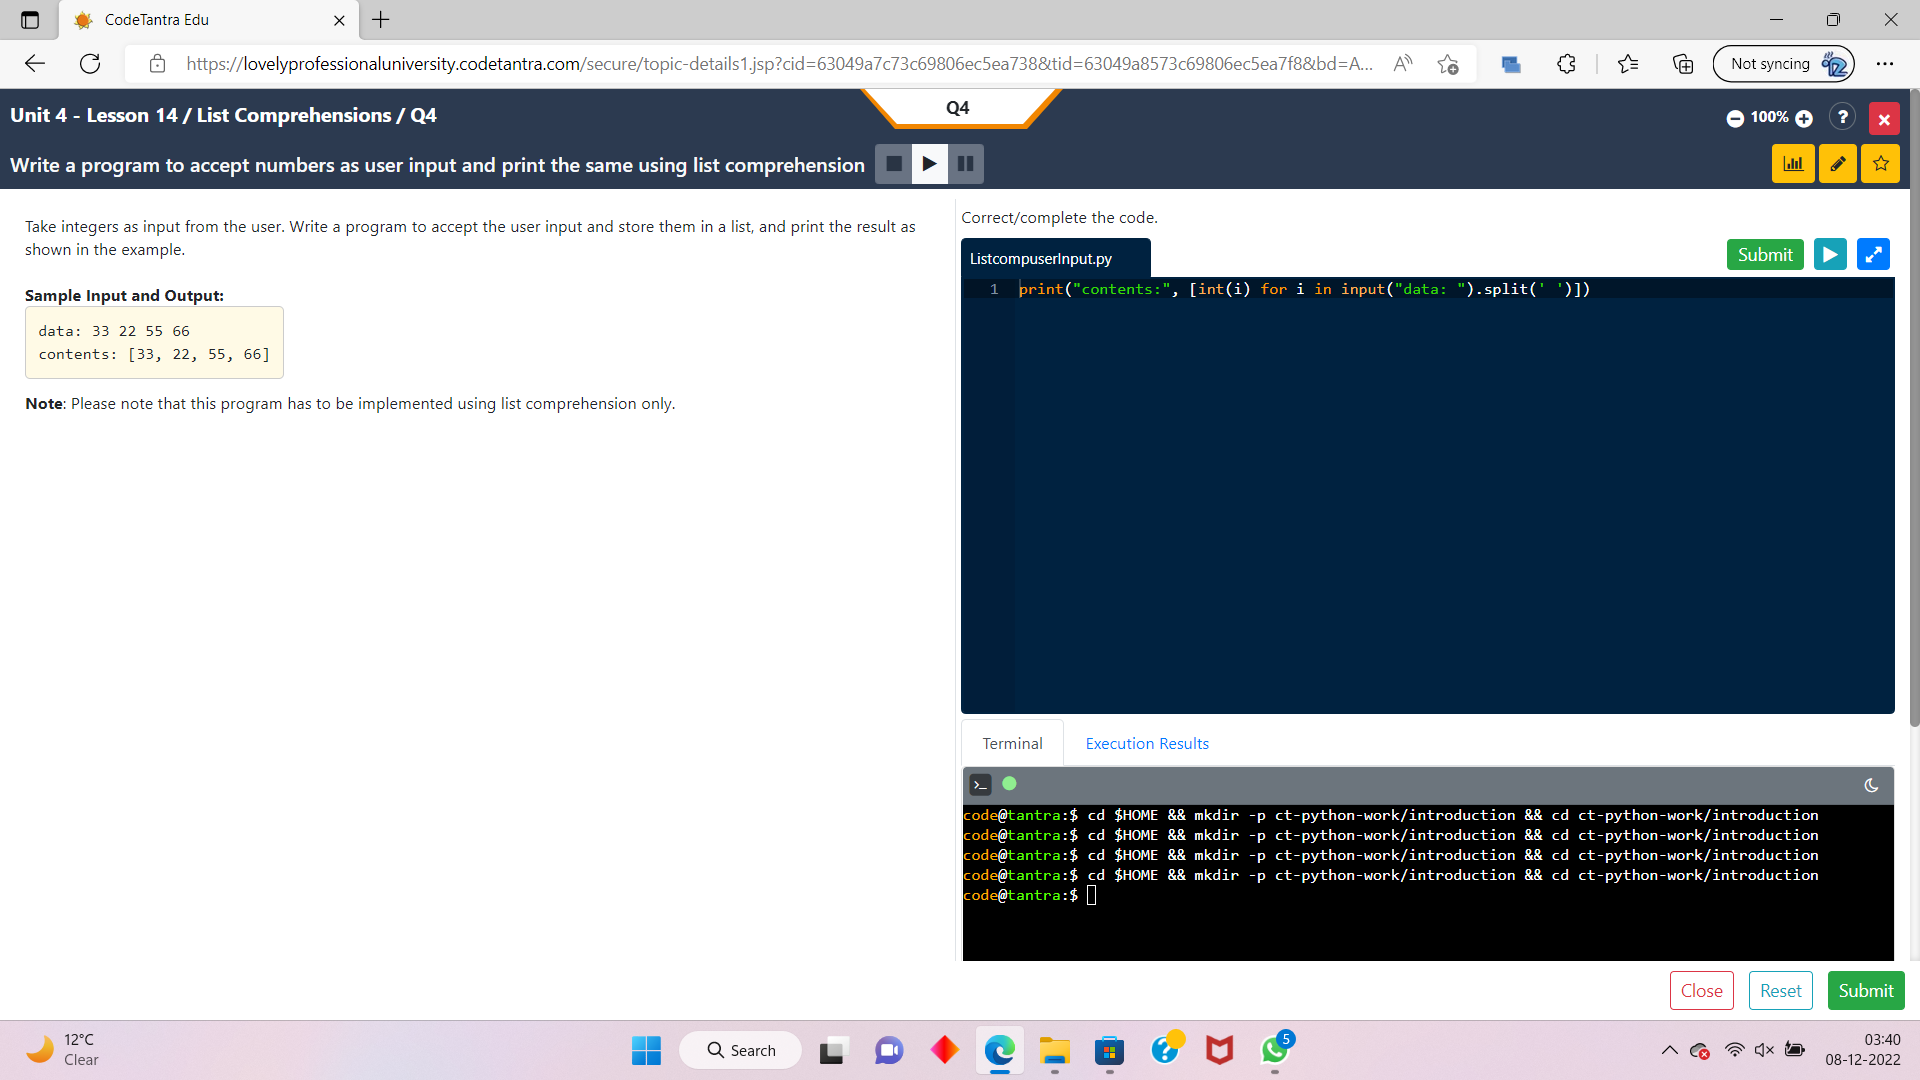 CodeTantra Edu
https://lovelyprofessionaluniversity.codetantra.com/secure/topic-details1.jsp?cid=63049a7c73c69806ec5ea738&tid=63049a8573c69806ec5ea7f8&bd=A...
Not syncing
Unit 4 - Lesson 14 / List Comprehensions / Q4
Q4
100%
?
Write a program to accept numbers as user input and print the same using list comprehension
Take integers as input from the user. Write a program to accept the user input and store them in a list, and print the result as
shown in the example.
Sample Input and Output:
data: 33 22 55 66
contents: [33, 22, 55, 66]
Note: Please note that this program has to be implemented using list comprehension only.
Correct/complete the code.
ListcompuserInput.py
Submit
1 print("contents:", [int(i) for i in input("data: ").split(' ')])
Terminal
Execution Results
code@tantra:$ cd $HOME && mkdir -p ct-python-work/introduction && cd ct-python-work/introduction
code@tantra:$ cd $HOME && mkdir -p ct-python-work/introduction && cd ct-python-work/introduction
code@tantra:$ cd $HOME && mkdir -p ct-python-work/introduction && cd ct-python-work/introduction
code@tantra:$ cd $HOME && mkdir -p ct-python-work/introduction && cd ct-python-work/introduction
code@tantra:$
Close
Reset
Submit
12°C
Clear
Search
5
03:40
08-12-2022